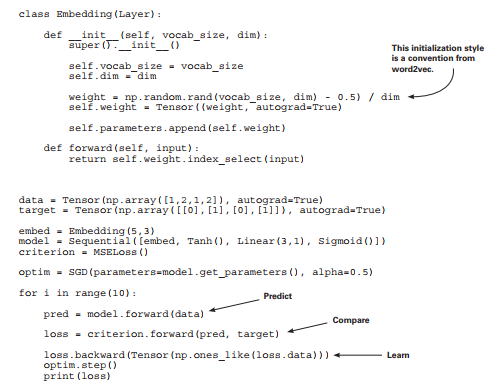 class Embedding(Layer):
def __init__(self, vocab_size, dim):
super().__init__()
This initialization style
is a convention from
word2vec.
self.vocab_size = vocab_size
self.dim = dim
weight = np.random.rand(vocab_size, dim) - 0.5) / dim
self.weight = Tensor((weight, autograd=True)
self.parameters.append(self.weight)
def forward(self, input):
return self.weight.index_select(input)
data = Tensor(np.array([1,2,1,2]), autograd=True)
target = Tensor(np.array([[0],[1],[0],[1]]), autograd=True)
embed = Embedding(5,3)
model = Sequential([embed, Tanh(), Linear(3,1), Sigmoid()])
criterion = MSELoss()
optim = SGD(parameters=model.get_parameters(), alpha=0.5)
for i in range(10):
Predict
pred = model.forward(data)
Compare
loss = criterion.forward(pred, target)
loss.backward(Tensor(np.ones_like(loss.data)))
Learn
optim.step()
print(loss)